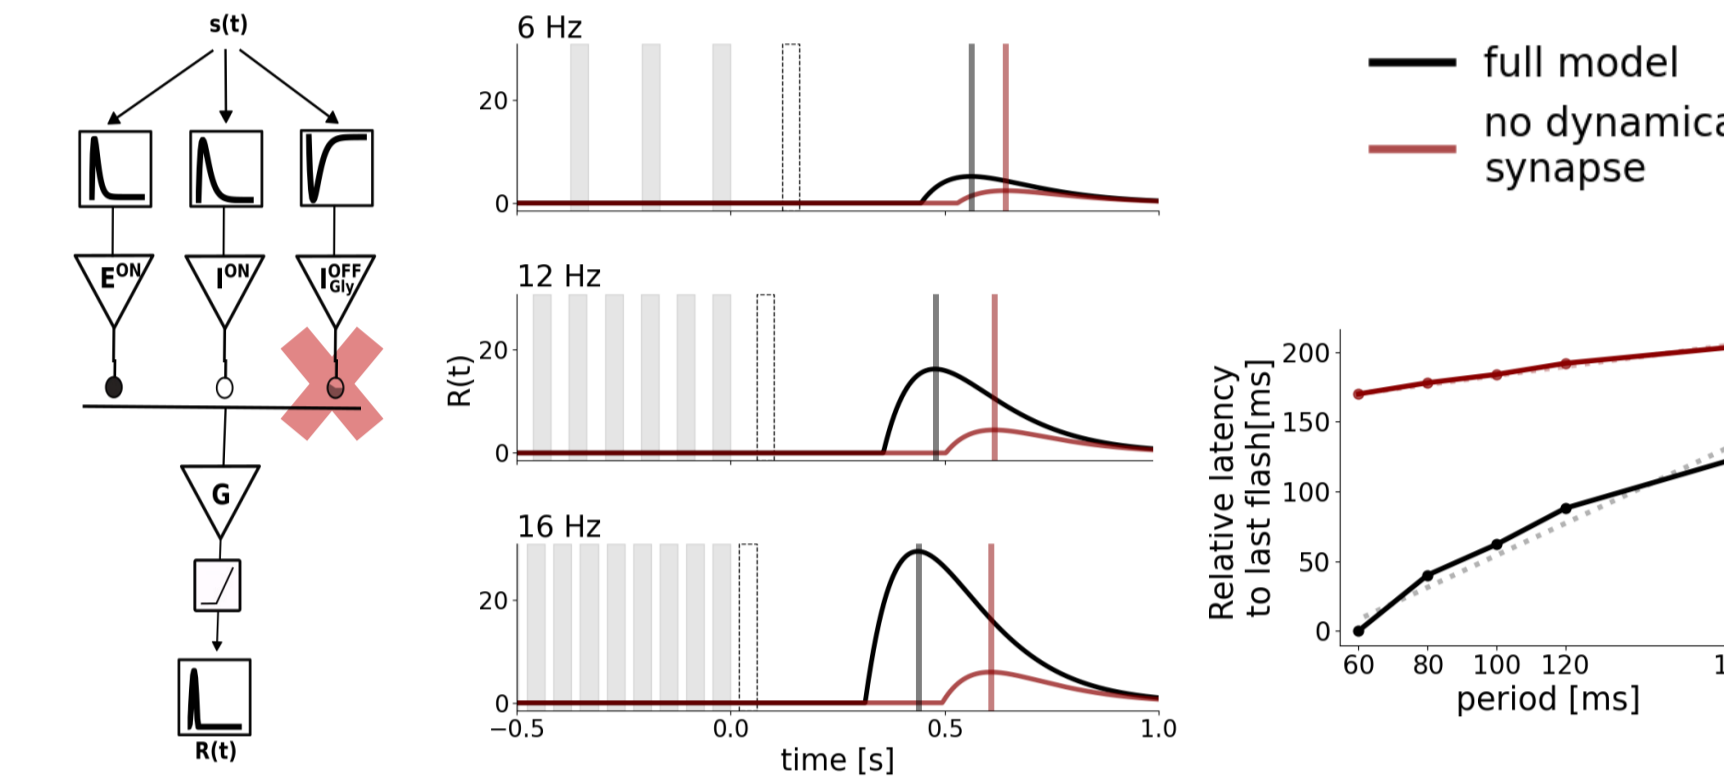 s(t)
E^ON
I^ON
I^OFF_Gly
G
R(t)
6 Hz
20
0
12 Hz
20
0
R(t)
16 Hz
20
0
−0.5
0.0
0.5
1.0
time [s]
full model
no dynamica
synapse
Relative latency
to last flash[ms]
200
150
100
50
0
60
80
100
120
1
period [ms]